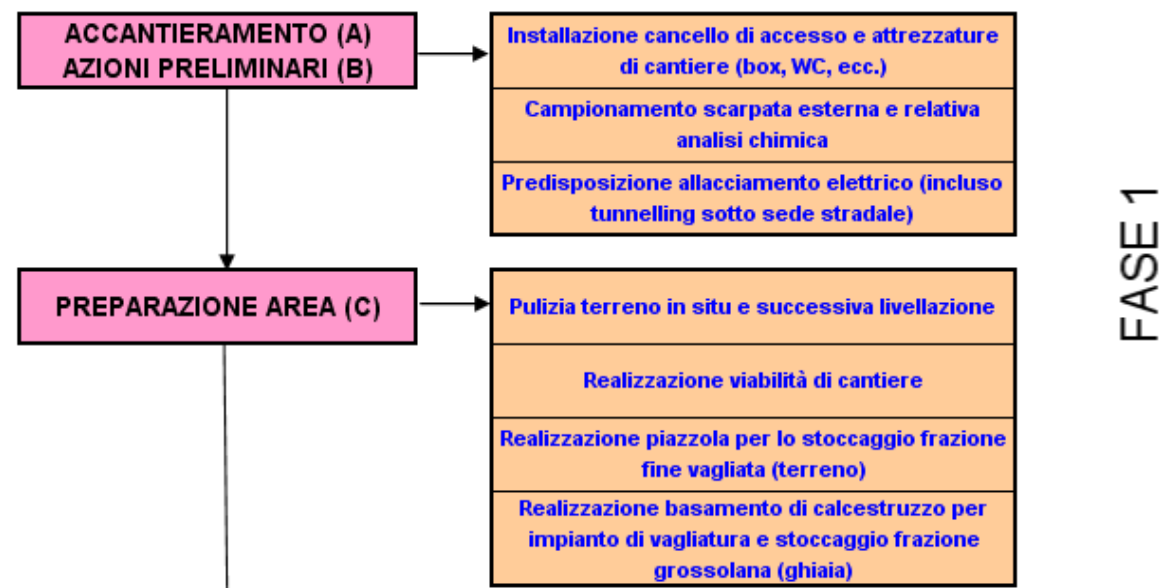 ACCANTIERAMENTO (A)
AZIONI PRELIMINARI (B)
Installazione cancello di accesso e attrezzature
di cantiere (box, WC, ecc.)
Campionamento scarpata esterna e relativa
analisi chimica
Predisposizione allacciamento elettrico (incluso
tunnelling sotto sede stradale)
PREPARAZIONE AREA (C)
Pulizia terreno in situ e successiva livellazione
Realizzazione viabilità di cantiere
Realizzazione piazzola per lo stoccaggio frazione
fine vagliata (terreno)
Realizzazione basamento di calcestruzzo per
impianto di vagliatura e stoccaggio frazione
grossolana (ghiaia)
FASE 1